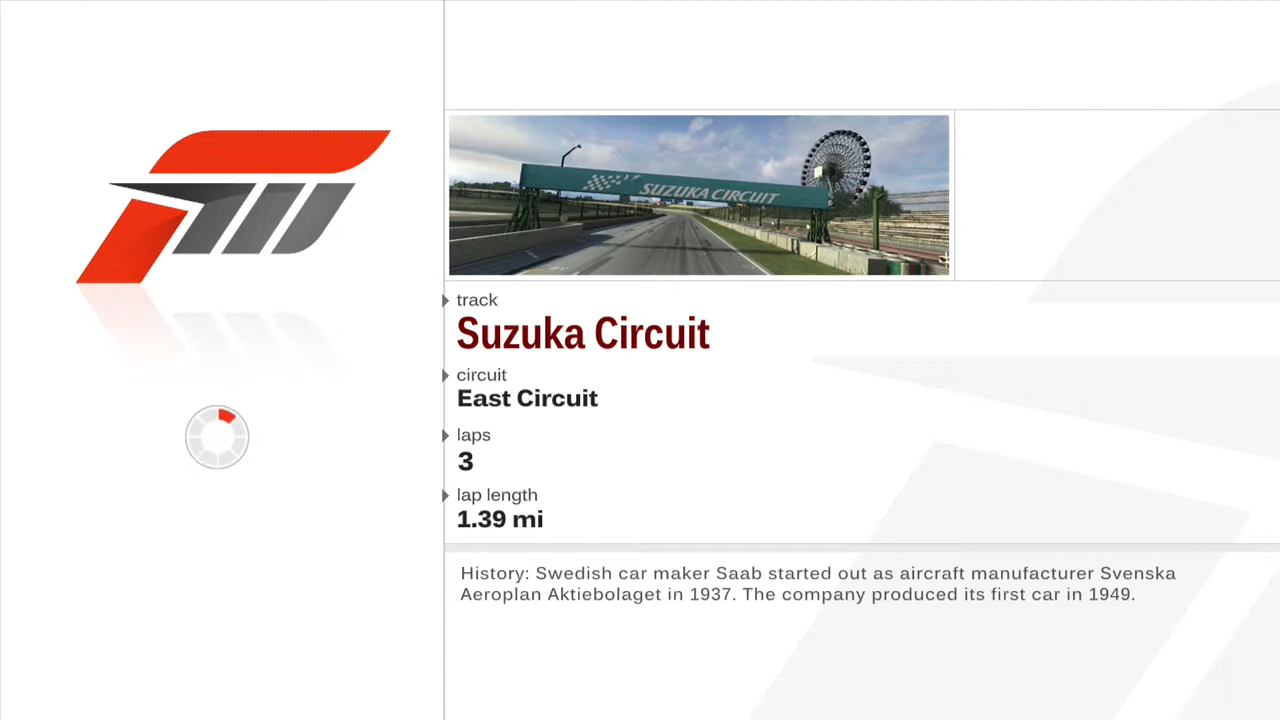 SUZUKA CIRCUIT
track
Suzuka Circuit
circuit
East Circuit
laps
3
lap length
1.39 mi
History: Swedish car maker Saab started out as aircraft manufacturer Svenska
Aeroplan Aktiebolaget in 1937. The company produced its first car in 1949.